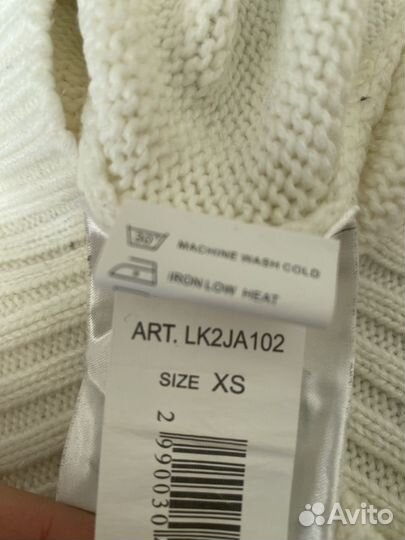 30
MACHINE WASH COLD
IRON LOW HEAT
ART. LK2JA102
SIZE XS
2 990030
Avito